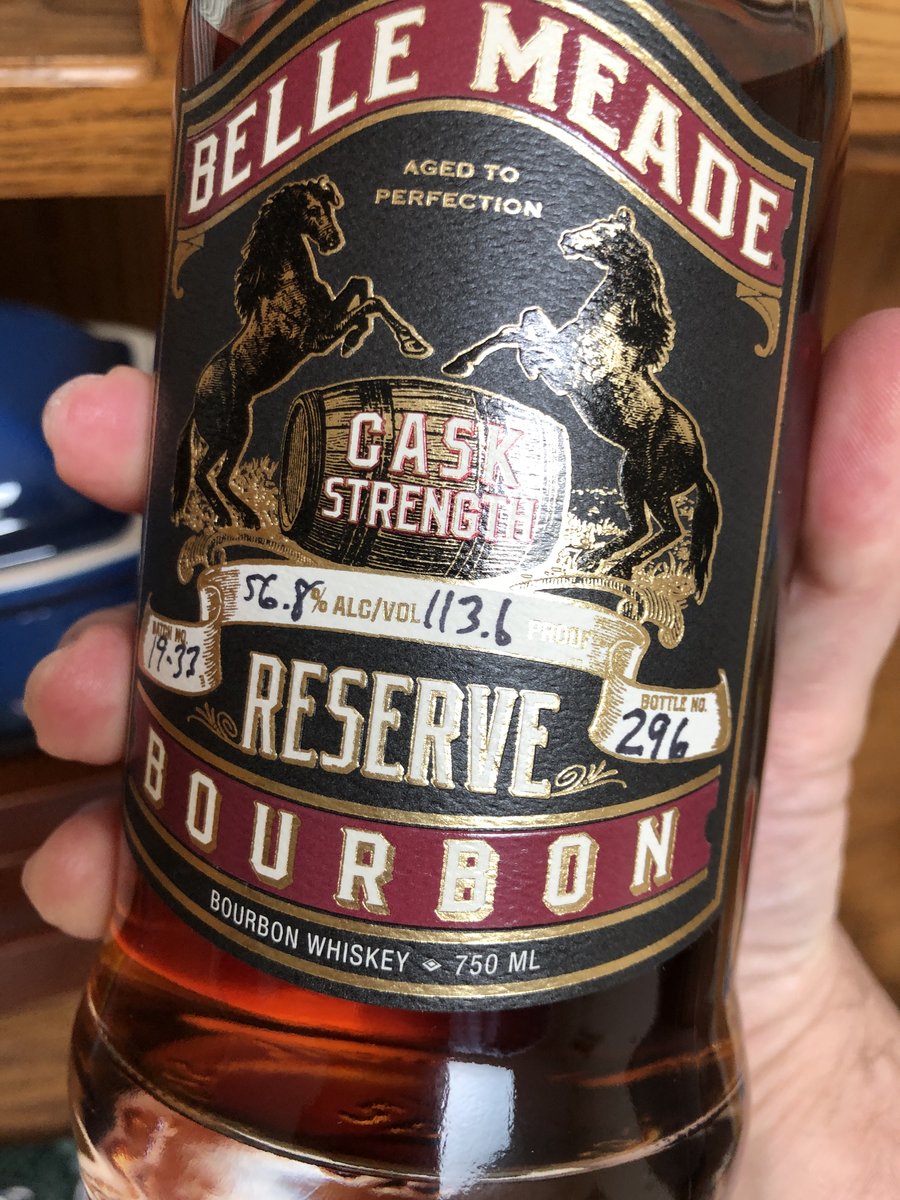 BELLE MEADE
AGED TO
PERFECTION
CASK
STRENGTH
56.8% ALC/VOL 113.6 PROOF
BATCH NO.
19-33
BOTTLE NO.
296
RESERVE
BOURBON
BOURBON WHISKEY 750 ML